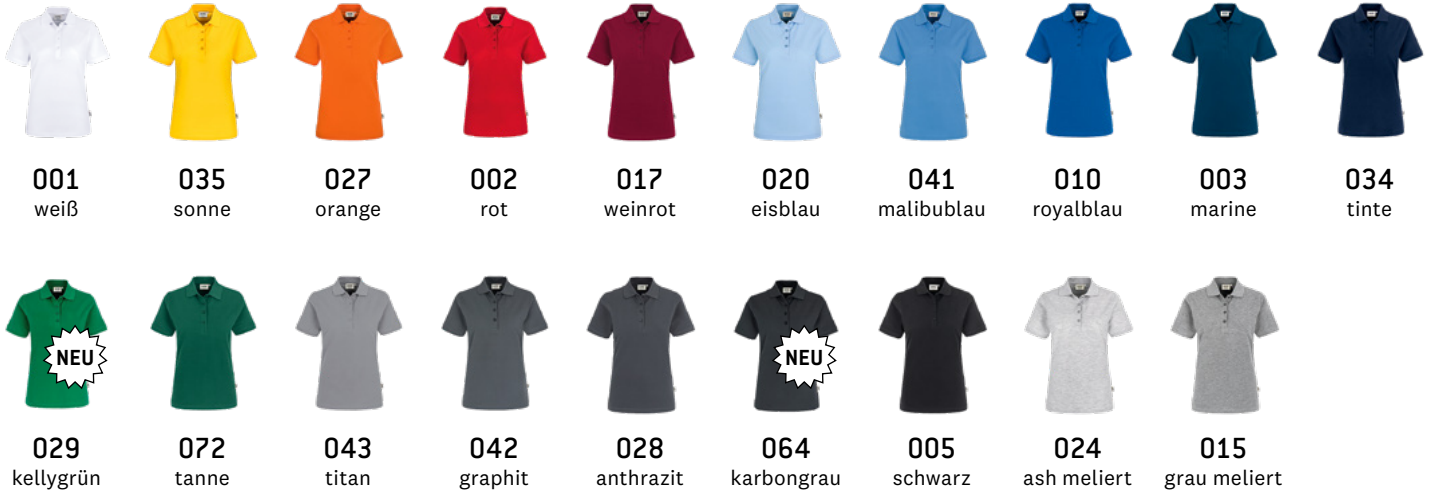 001 035 027 002 017 020 041 010 003 034
weiß sonne orange rot weinrot eisblau malibublau royalblau marine tinte
NEU NEU
029 072 043 042 028 064 005 024 015
kellygrün tanne titan graphit anthrazit karbongrau schwarz ash meliert grau meliert